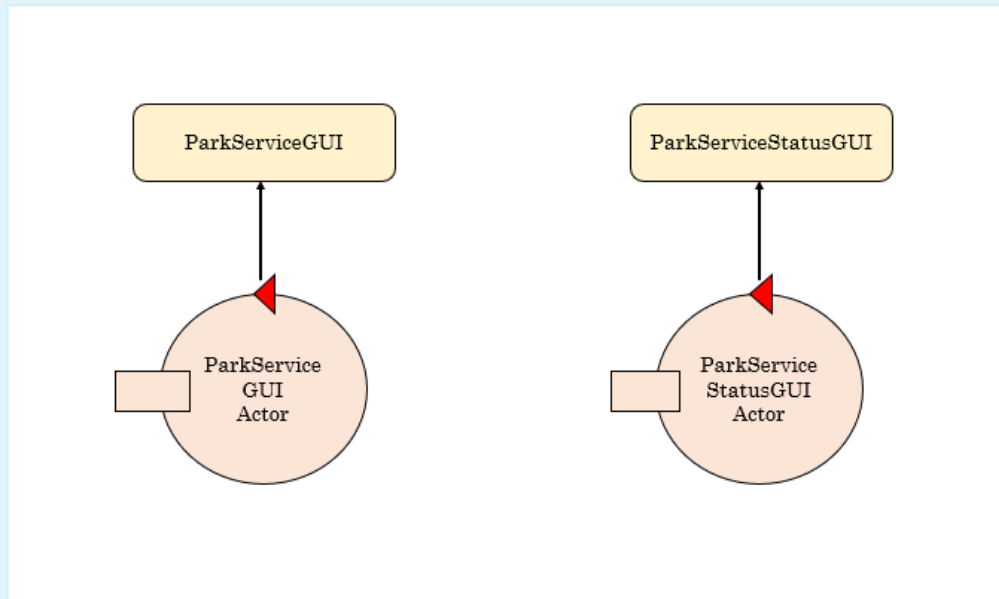 ParkServiceGUI
ParkServiceStatusGUI
ParkService
GUI
Actor
ParkService
StatusGUI
Actor